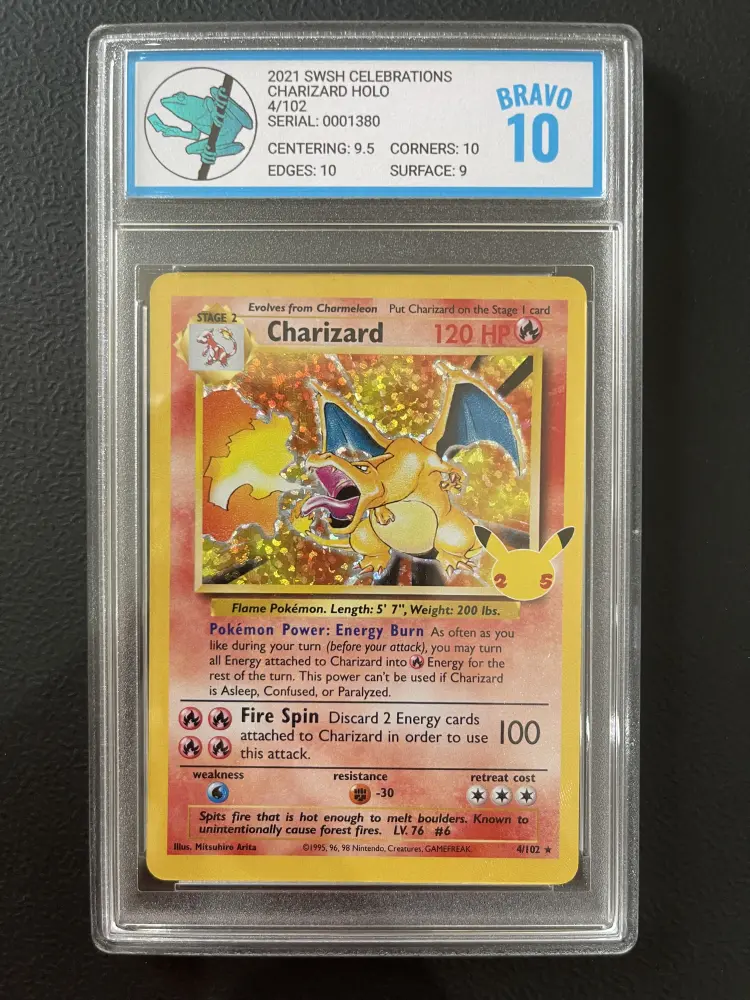 2021 SWSH CELEBRATIONS
CHARIZARD HOLO
4/102
SERIAL: 0001380
CENTERING: 9.5 CORNERS: 10
EDGES: 10 SURFACE: 9
BRAVO
10
Evolves from Charmeleon Put Charizard on the Stage 1 card
STAGE 2
Charizard 120 HP
25
Flame Pokémon. Length: 5' 7", Weight: 200 lbs.
Pokémon Power: Energy Burn As often as you
like during your turn (before your attack), you may turn
all Energy attached to Charizard into Energy for the
rest of the turn. This power can't be used if Charizard
is Asleep, Confused, or Paralyzed.
Fire Spin Discard 2 Energy cards
attached to Charizard in order to use
this attack.
100
weakness resistance retreat cost
-30
Spits fire that is hot enough to melt boulders. Known to
unintentionally cause forest fires. LV. 76 #6
Illus. Mitsuhiro Arita ©1995, 96, 98 Nintendo, Creatures, GAMEFREAK. 4/102 ★